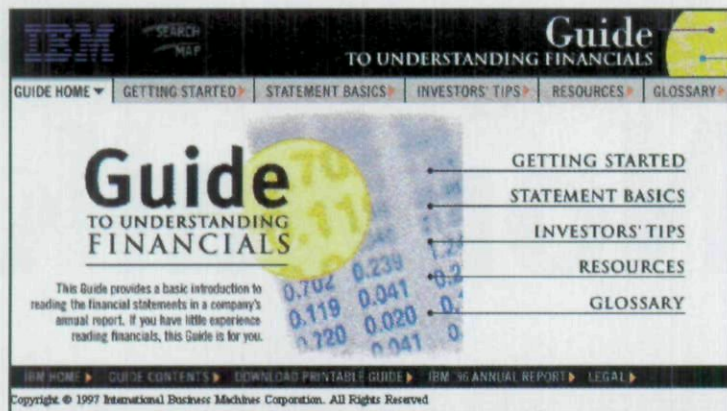 IBM
SEARCH
MAP
Guide
TO UNDERSTANDING FINANCIALS
GUIDE HOME GETTING STARTED STATEMENT BASICS INVESTORS' TIPS RESOURCES GLOSSARY
Guide
TO UNDERSTANDING
FINANCIALS
This Guide provides a basic introduction to
reading the financial statements in a company's
annual report. If you have little experience
reading financials, this Guide is for you.
0.702 0.239
0.119 0.041
0.020
0.041
GETTING STARTED
STATEMENT BASICS
INVESTORS' TIPS
RESOURCES
GLOSSARY
IBM HOME GUIDE CONTENTS DOWNLOAD PRINTABLE GUIDE IBM '96 ANNUAL REPORT LEGAL
Copyright © 1997 International Business Machines Corporation. All Rights Reserved